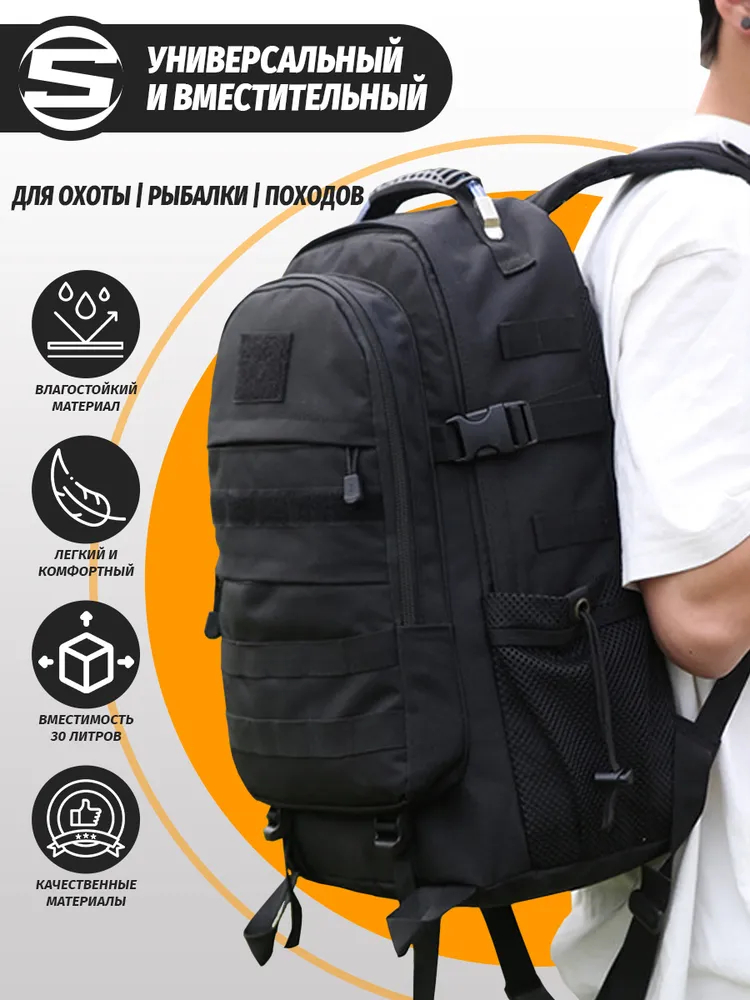 S
УНИВЕРСАЛЬНЫЙ
И ВМЕСТИТЕЛЬНЫЙ
ДЛЯ ОХОТЫ | РЫБАЛКИ | ПОХОДОВ
ВЛАГОСТОЙКИЙ
МАТЕРИАЛ
ЛЕГКИЙ И
КОМФОРТНЫЙ
ВМЕСТИМОСТЬ
30 ЛИТРОВ
КАЧЕСТВЕННЫЕ
МАТЕРИАЛЫ